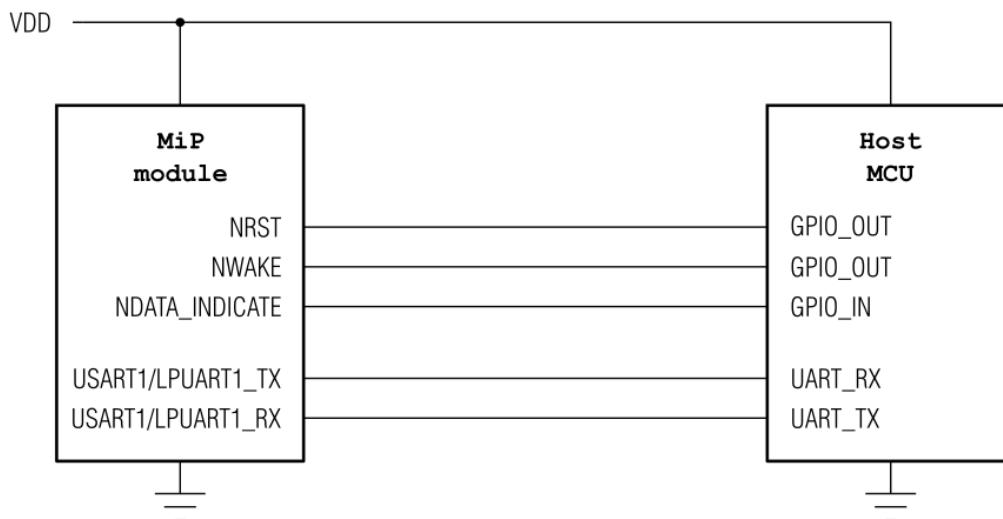 VDD
MiP
module
NRST
NWAKE
NDATA_INDICATE
USART1/LPUART1_TX
USART1/LPUART1_RX
Host
MCU
GPIO_OUT
GPIO_OUT
GPIO_IN
UART_RX
UART_TX